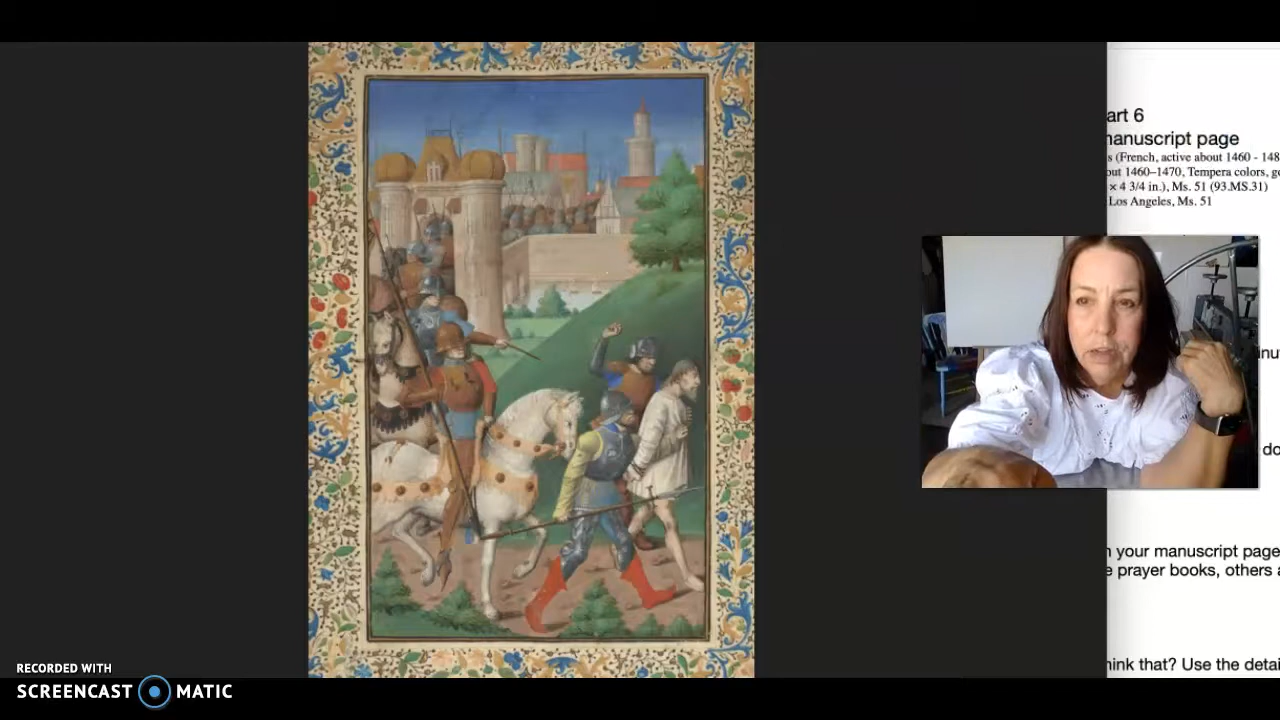 art 6
manuscript page
s (French, active about 1460 - 148
out 1460–1470, Tempera colors, g
× 4 3/4 in.), Ms. 51 (93.MS.31)
Los Angeles, Ms. 51
inu
do
n your manuscript page
e prayer books, others a
hink that? Use the detai
RECORDED WITH
SCREENCAST MATIC